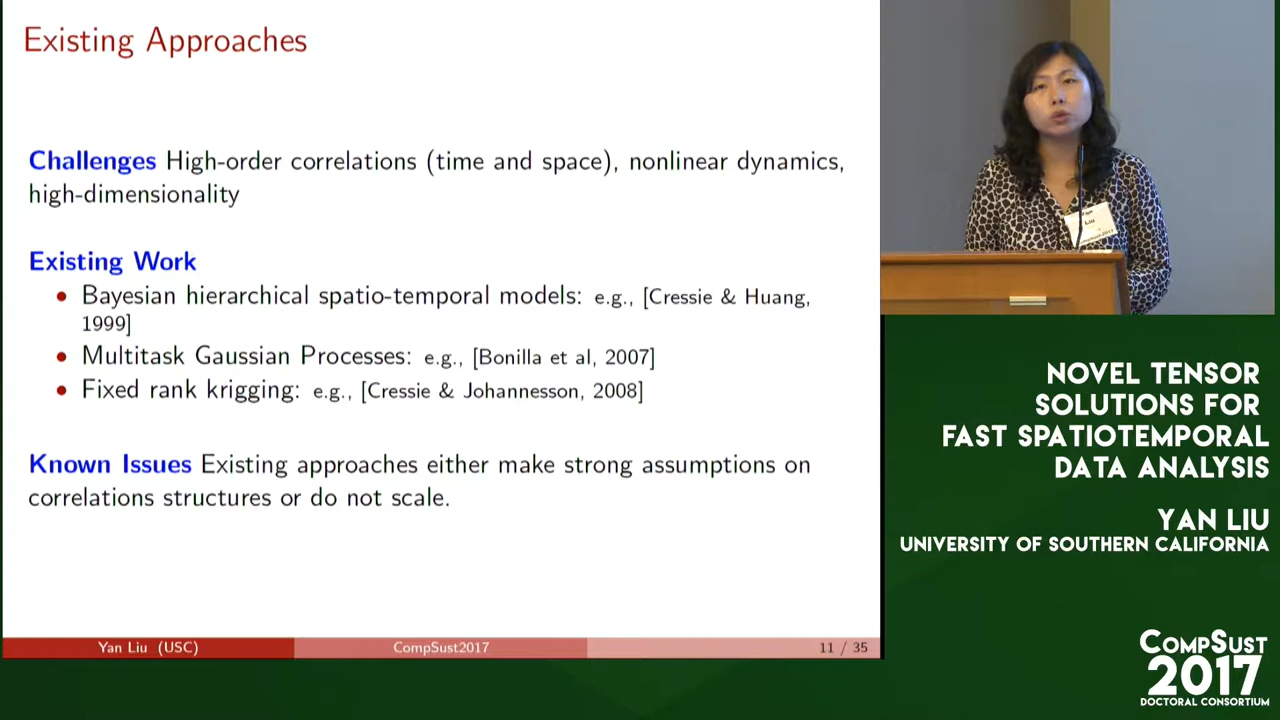 Existing Approaches
Challenges High-order correlations (time and space), nonlinear dynamics,
high-dimensionality
Existing Work
• Bayesian hierarchical spatio-temporal models: e.g., [Cressie & Huang,
1999]
• Multitask Gaussian Processes: e.g., [Bonilla et al, 2007]
• Fixed rank krigging: e.g., [Cressie & Johannesson, 2008]
Known Issues Existing approaches either make strong assumptions on
correlations structures or do not scale.
Yan Liu (USC)
CompSust2017
11 / 35
Liu
NOVEL TENSOR
SOLUTIONS FOR
FAST SPATIOTEMPORAL
DATA ANALYSIS
YAN LIU
UNIVERSITY OF SOUTHERN CALIFORNIA
COMPSUST
2017
DOCTORAL CONSORTIUM